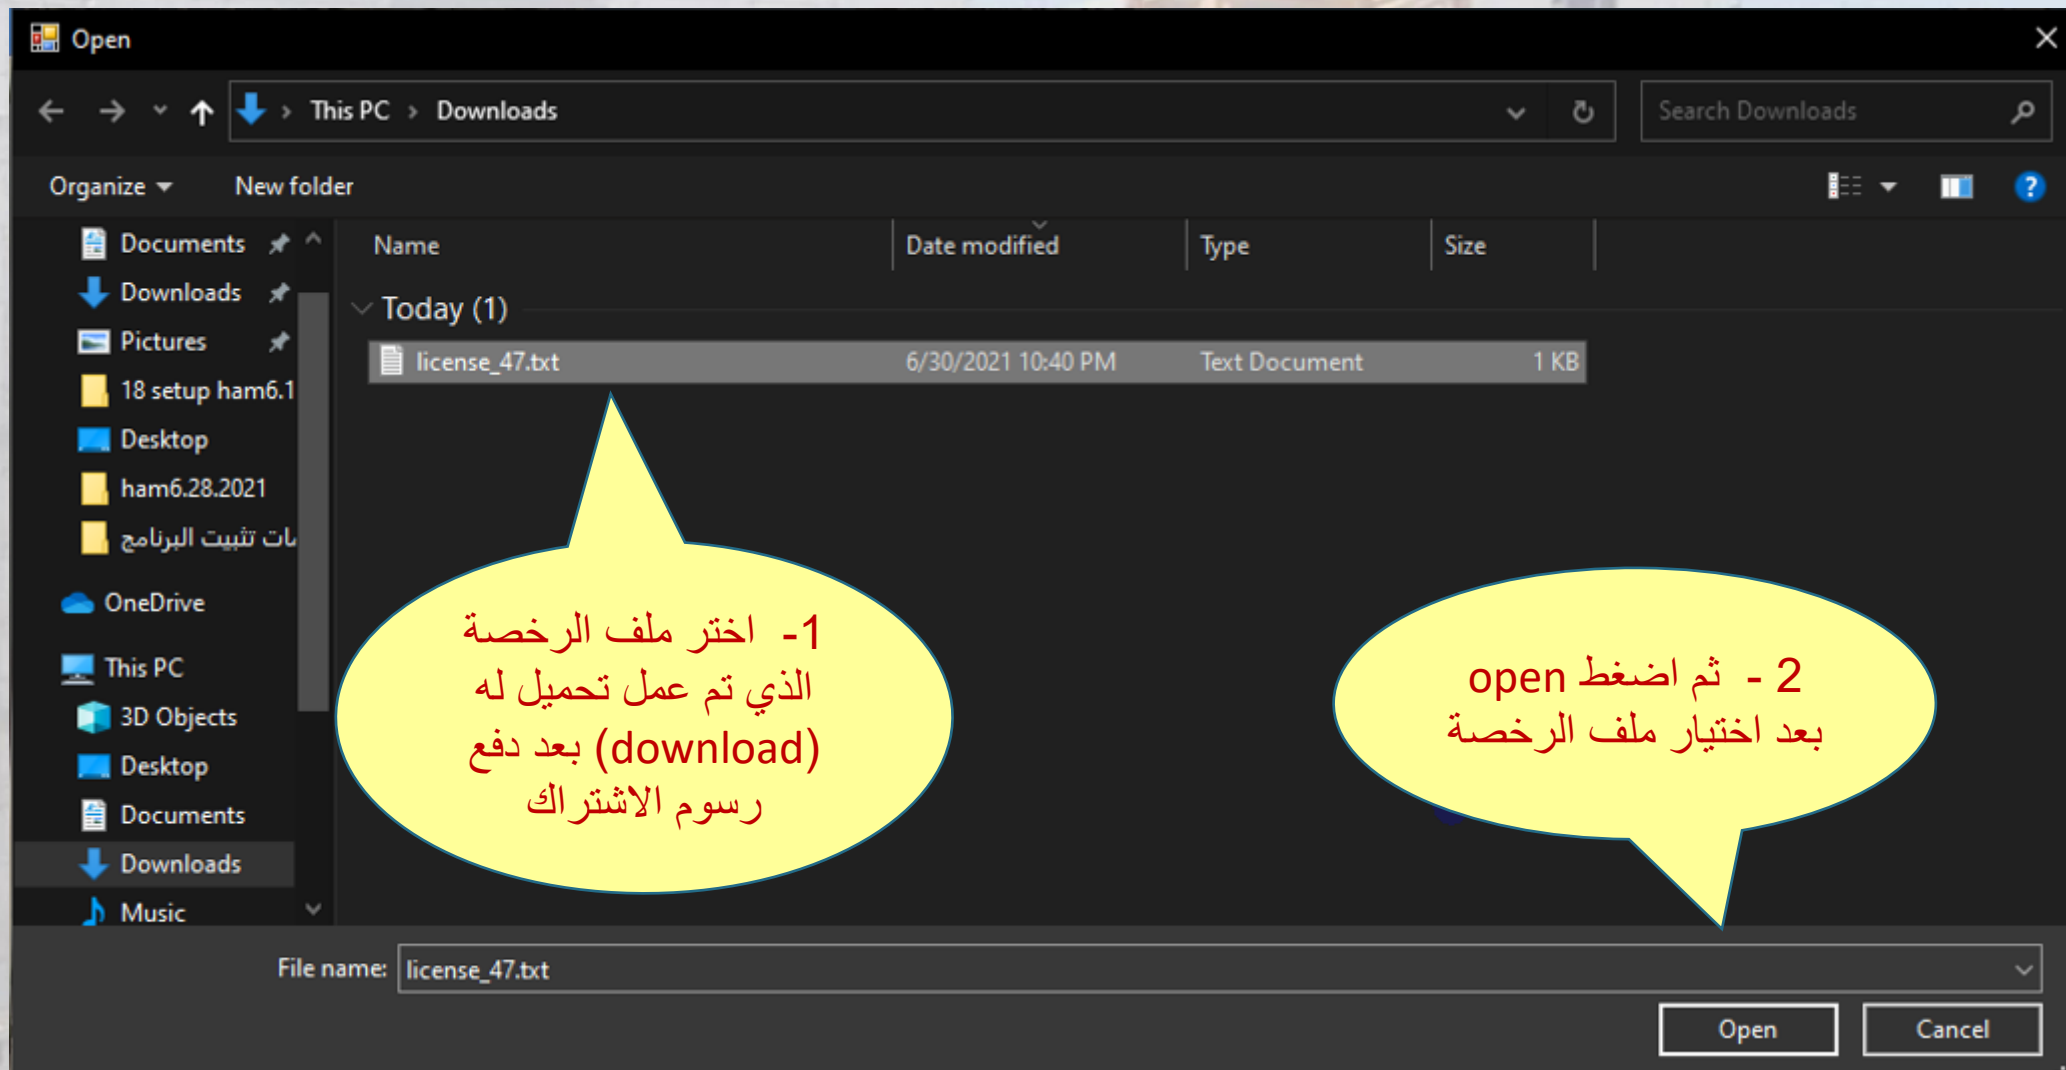 Open
This PC > Downloads
Search Downloads
Organize
New folder
Name
Date modified
Type
Size
Documents
Downloads
Pictures
18 setup ham6.1
Desktop
ham6.28.2021
تثبيت البرنامج
OneDrive
This PC
3D Objects
Desktop
Documents
Downloads
Music
Today (1)
license_47.txt
6/30/2021 10:40 PM
Text Document
1 KB
1- اختر ملف الرخصة
الذي تم عمل تحميل له
(download) بعد دفع
رسوم الاشتراك
2 - ثم اضغط open
بعد اختيار ملف الرخصة
File name:
license_47.txt
Open
Cancel